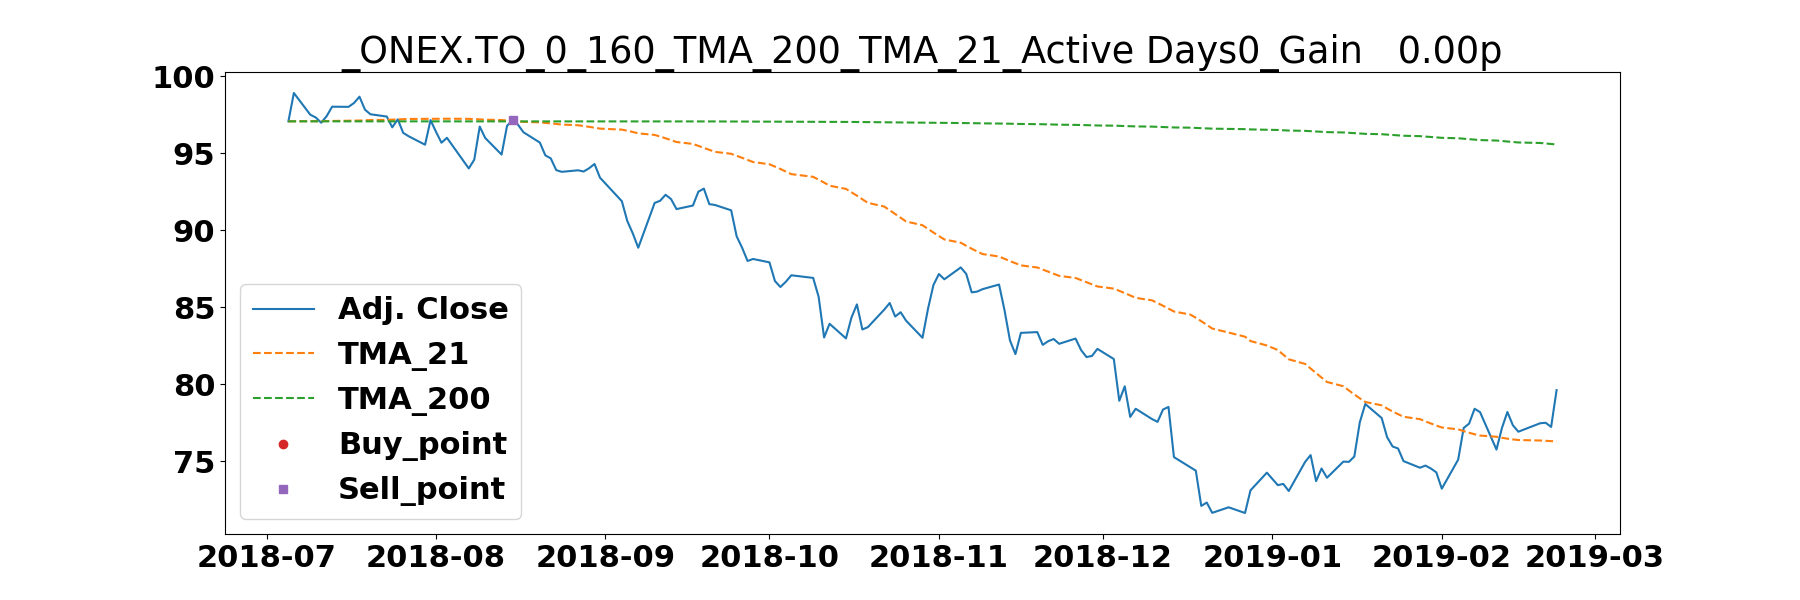 _ONEX.TO_0_160_TMA_200_TMA_21_Active Days0_Gain   0.00p
100
95
90
85
80
75
Adj. Close
TMA_21
TMA_200
Buy_point
Sell_point
2018-07 2018-08 2018-09 2018-10 2018-11 2018-12 2019-01 2019-02 2019-03